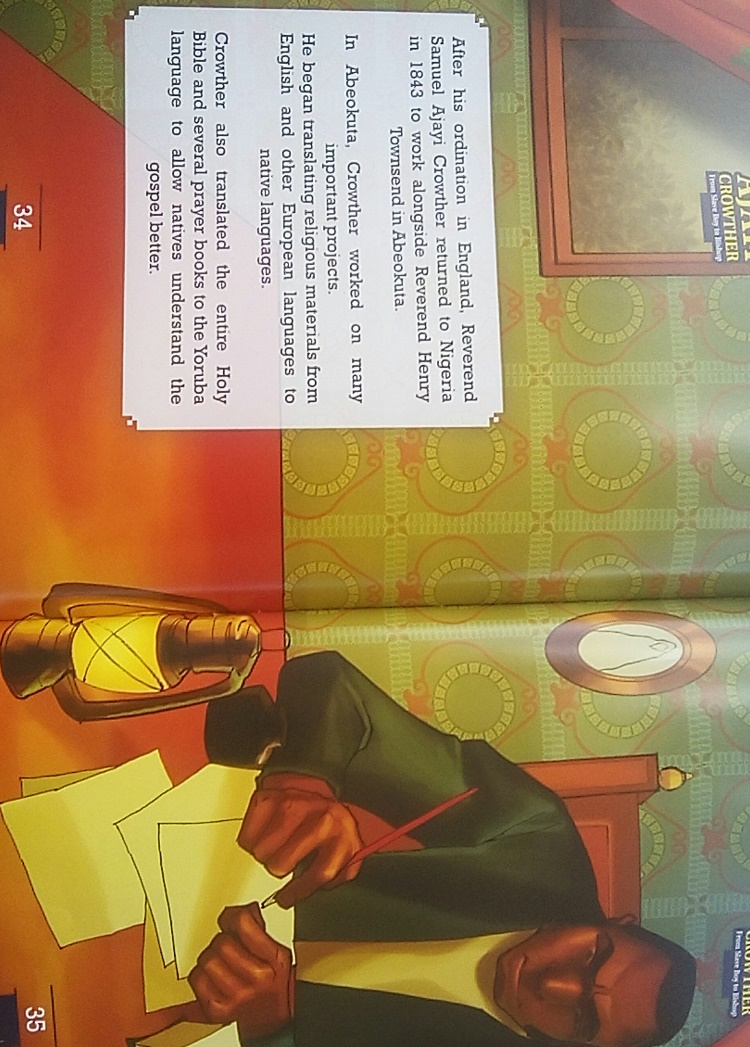 CROWTHER
From Slave Boy to Bishop
After his ordination in England, Reverend
Samuel Ajayi Crowther returned to Nigeria
in 1843 to work alongside Reverend Henry
Townsend in Abeokuta.
In Abeokuta, Crowther worked on many
important projects.
He began translating religious materials from
English and other European languages to
native languages.
Crowther also translated the entire Holy
Bible and several prayer books to the Yoruba
language to allow natives understand the
gospel better.
34
From Slave Boy to Bishop
35